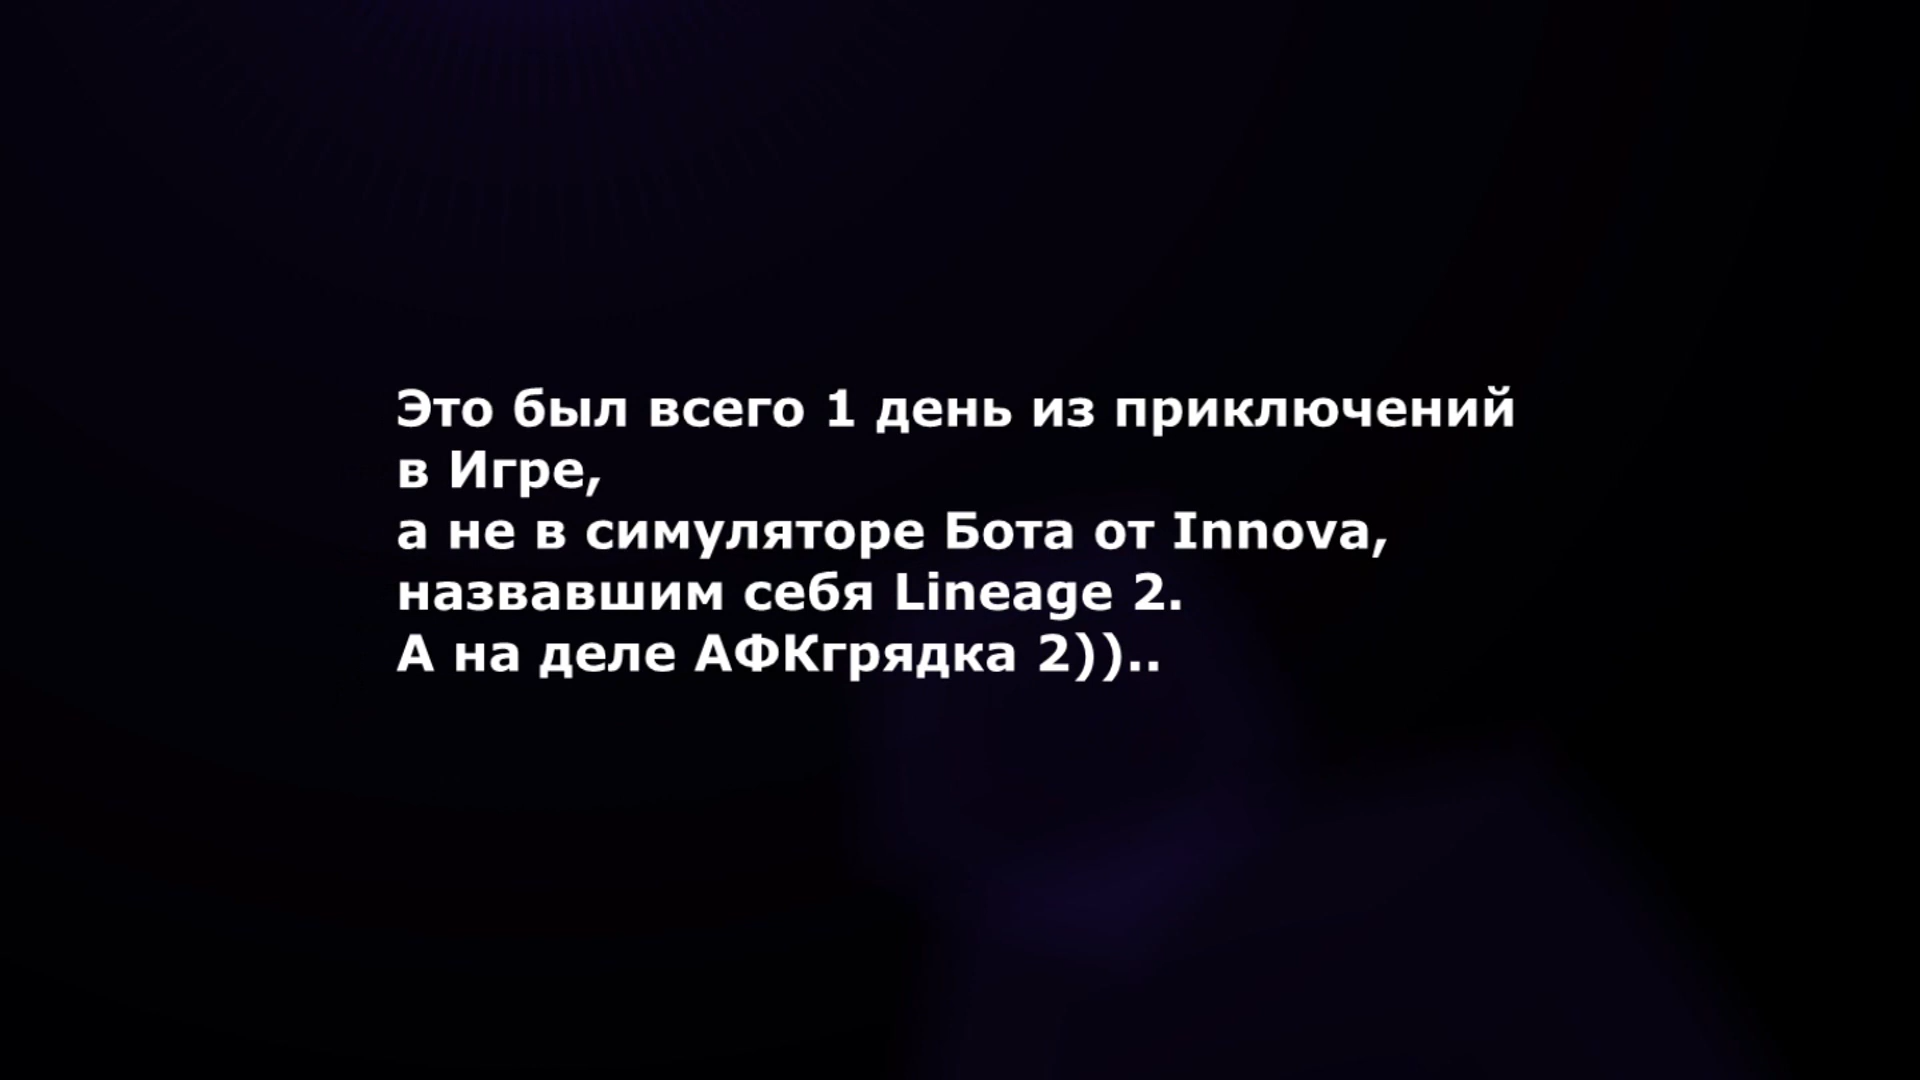 Это был всего 1 день из приключений
в Игре,
а не в симуляторе Бота от Innova,
назвавшим себя Lineage 2.
А на деле АФКгрядка 2))..